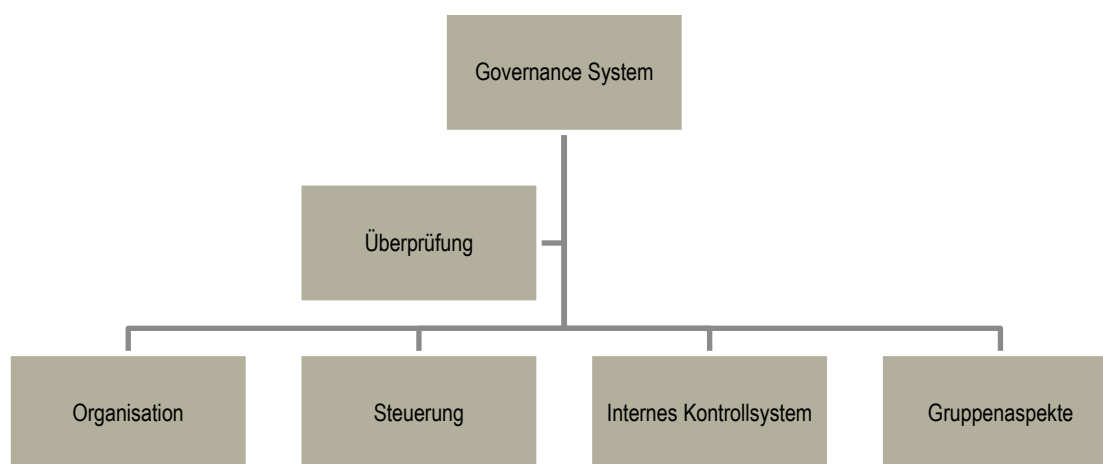 Governance System
Überprüfung
Organisation
Steuerung
Internes Kontrollsystem
Gruppenaspekte